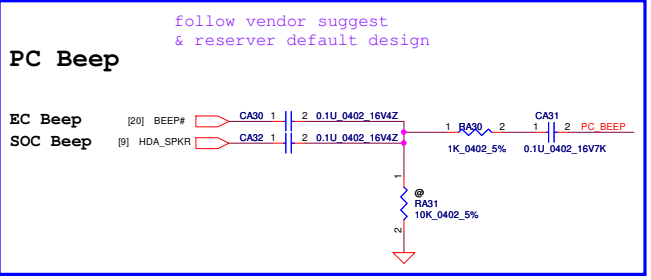 follow vendor suggest
& reserver default design
PC Beep
EC Beep [20] BEEP# CA30 1 2 0.1U_0402_16V4Z
SOC Beep [9] HDA_SPKR CA32 1 2 0.1U_0402_16V4Z
1 RA30 2
1K_0402_5%
CA31
1 2 PC_BEEP
0.1U_0402_16V7K
1
@
RA31
10K_0402_5%
2